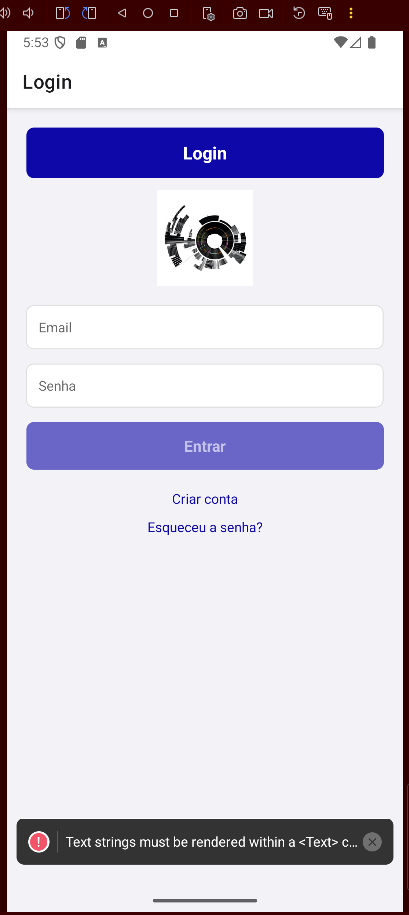 5:53
Login
Login
Email
Senha
Entrar
Criar conta
Esqueceu a senha?
Text strings must be rendered within a <Text> c...